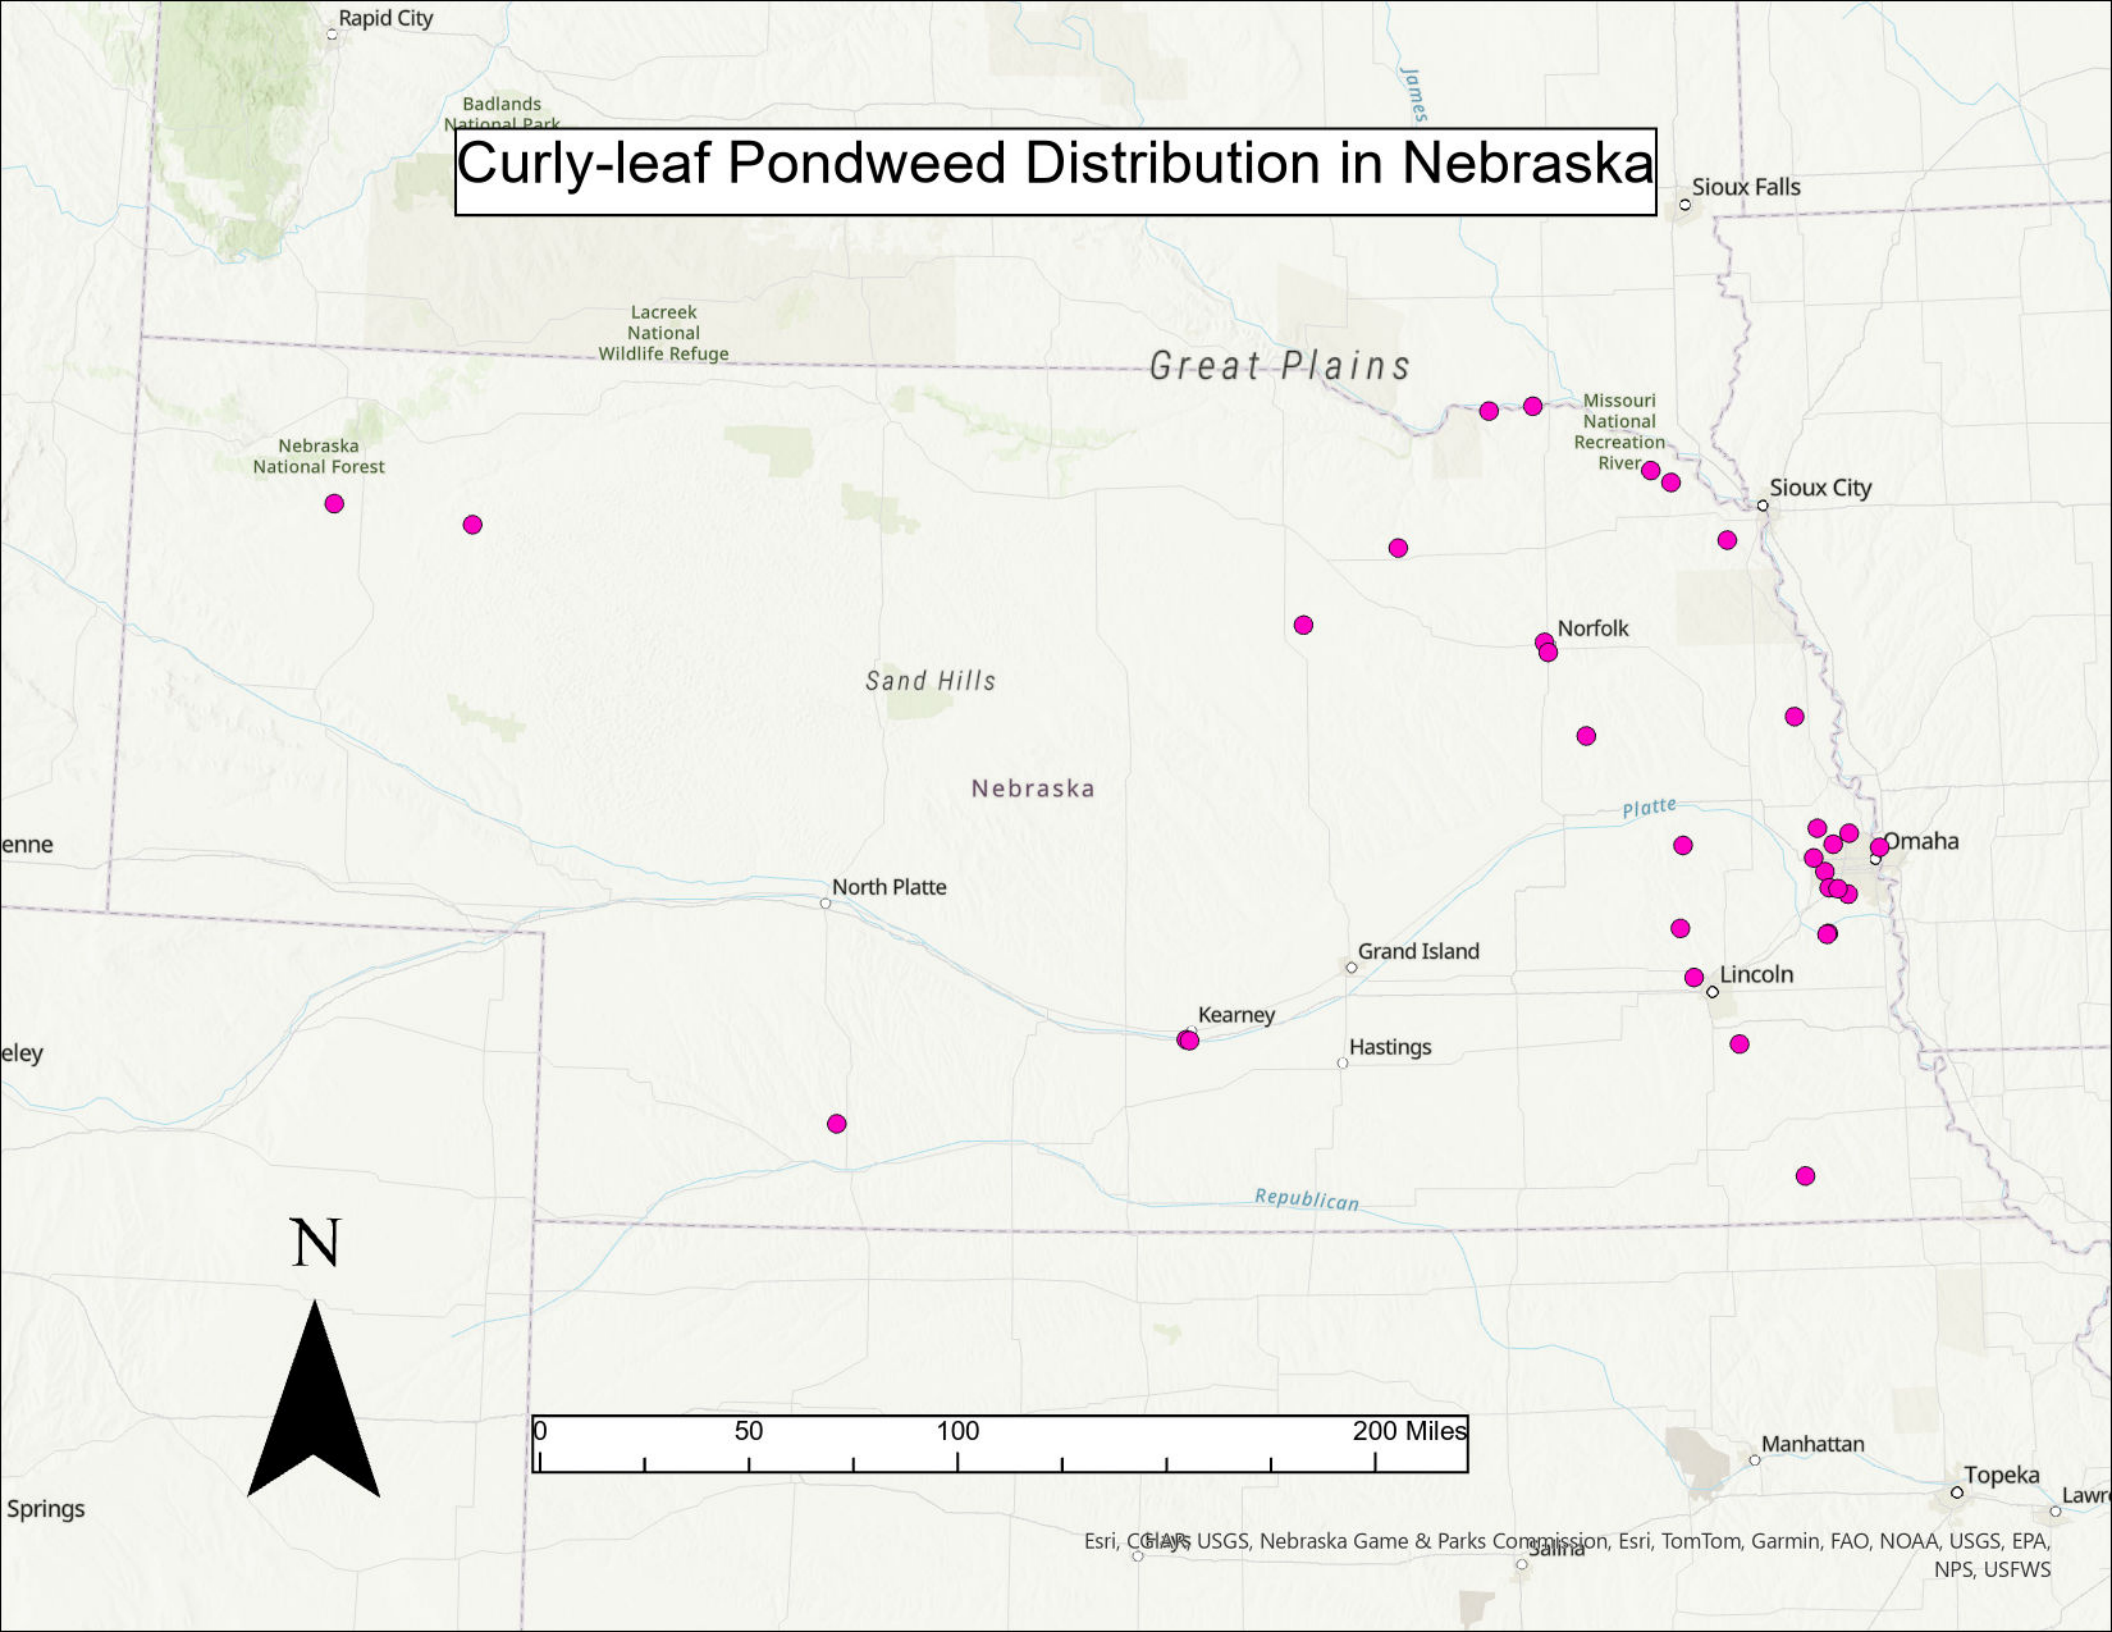 Rapid City
Badlands
National Park
James
Curly-leaf Pondweed Distribution in Nebraska
Sioux Falls
Lacreek
National
Wildlife Refuge
Great Plains
Missouri
National
Recreation
River
Nebraska
National Forest
Sioux City
Norfolk
Sand Hills
Nebraska
Platte
enne
Omaha
North Platte
Grand Island
Lincoln
Kearney
eley
Hastings
Republican
N
0 50 100 200 Miles
Manhattan
Topeka
Springs
Lawr
Hays
Esri, CGIAR, USGS, Nebraska Game & Parks Commission, Esri, TomTom, Garmin, FAO, NOAA, USGS, EPA,
Salina
NPS, USFWS